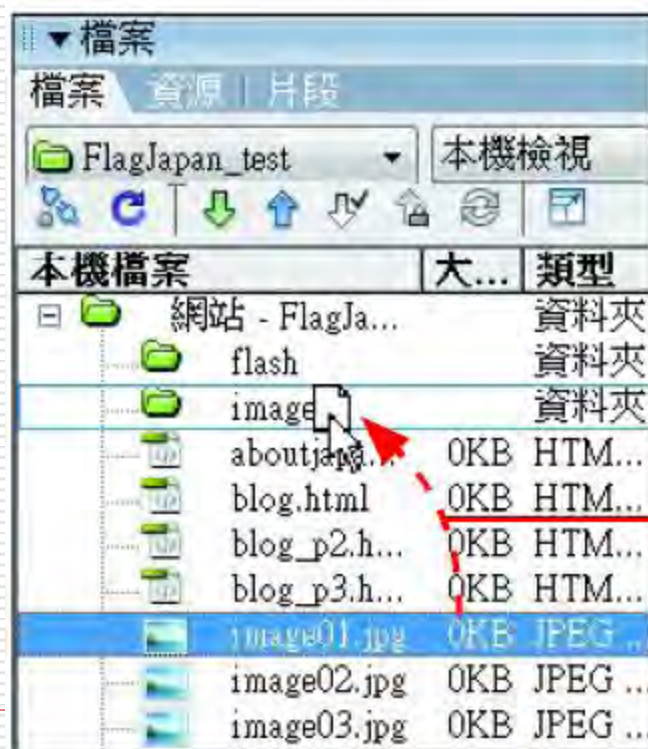 ▼檔案
檔案 資源 片段
FlagJapan_test 本機檢視
本機檔案 大... 類型
網站 - FlagJa... 資料夾
flash 資料夾
image 資料夾
aboutjapa... 0KB HTM...
blog.html 0KB HTM...
blog_p2.h... 0KB HTM...
blog_p3.h... 0KB HTM...
image01.jpg 0KB JPEG ...
image02.jpg 0KB JPEG ...
image03.jpg 0KB JPEG ...